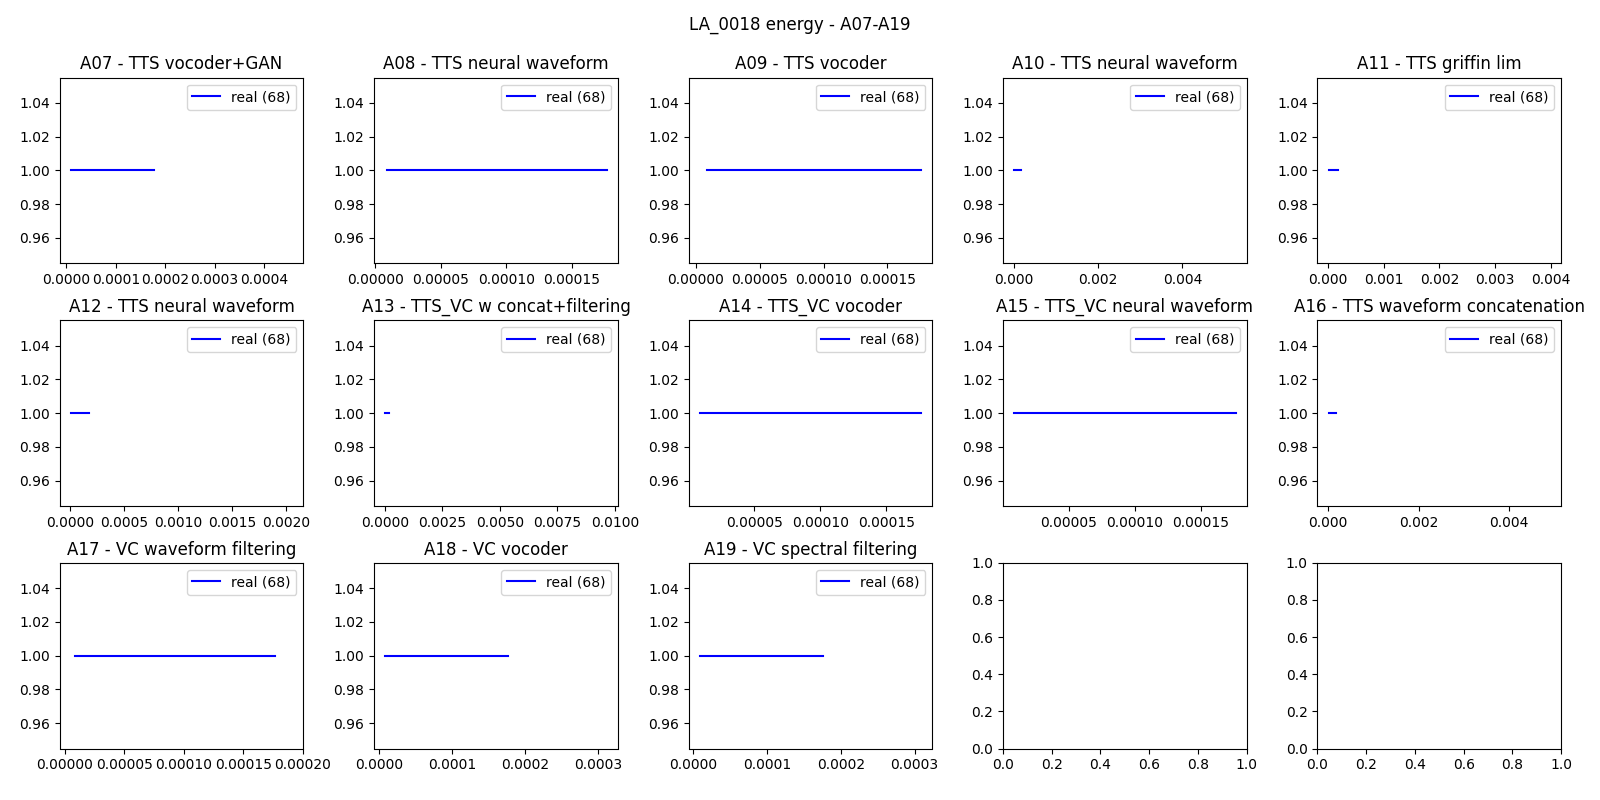 LA_0018 energy - A07-A19
A07 - TTS vocoder+GAN
A08 - TTS neural waveform
A09 - TTS vocoder
A10 - TTS neural waveform
A11 - TTS griffin lim
1.04
1.02
1.00
0.98
0.96
real (68)
0.0000 0.0001 0.0002 0.0003 0.0004
1.04
1.02
1.00
0.98
0.96
real (68)
0.00000 0.00005 0.00010 0.00015
1.04
1.02
1.00
0.98
0.96
real (68)
0.00000 0.00005 0.00010 0.00015
1.04
1.02
1.00
0.98
0.96
real (68)
0.000 0.002 0.004
1.04
1.02
1.00
0.98
0.96
real (68)
0.000 0.001 0.002 0.003 0.004
A12 - TTS neural waveform
A13 - TTS_VC w concat+filtering
A14 - TTS_VC vocoder
A15 - TTS_VC neural waveform
A16 - TTS waveform concatenation
1.04
1.02
1.00
0.98
0.96
real (68)
0.0000 0.0005 0.0010 0.0015 0.0020
1.04
1.02
1.00
0.98
0.96
real (68)
0.0000 0.0025 0.0050 0.0075 0.0100
1.04
1.02
1.00
0.98
0.96
real (68)
0.00005 0.00010 0.00015
1.04
1.02
1.00
0.98
0.96
real (68)
0.00005 0.00010 0.00015
1.04
1.02
1.00
0.98
0.96
real (68)
0.000 0.002 0.004
A17 - VC waveform filtering
A18 - VC vocoder
A19 - VC spectral filtering
1.04
1.02
1.00
0.98
0.96
real (68)
0.00000 0.00005 0.00010 0.00015 0.00020
1.04
1.02
1.00
0.98
0.96
real (68)
0.0000 0.0001 0.0002 0.0003
1.04
1.02
1.00
0.98
0.96
real (68)
0.0000 0.0001 0.0002 0.0003
1.0
0.8
0.6
0.4
0.2
0.0
0.0 0.2 0.4 0.6 0.8 1.0
1.0
0.8
0.6
0.4
0.2
0.0
0.0 0.2 0.4 0.6 0.8 1.0